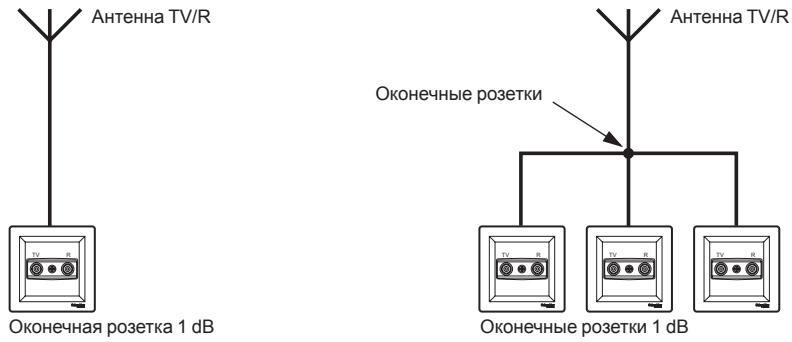 Антенна TV/R
Антенна TV/R
Оконечные розетки
TV R
TV R
TV R
TV R
Оконечная розетка 1 dB
Оконечные розетки 1 dB